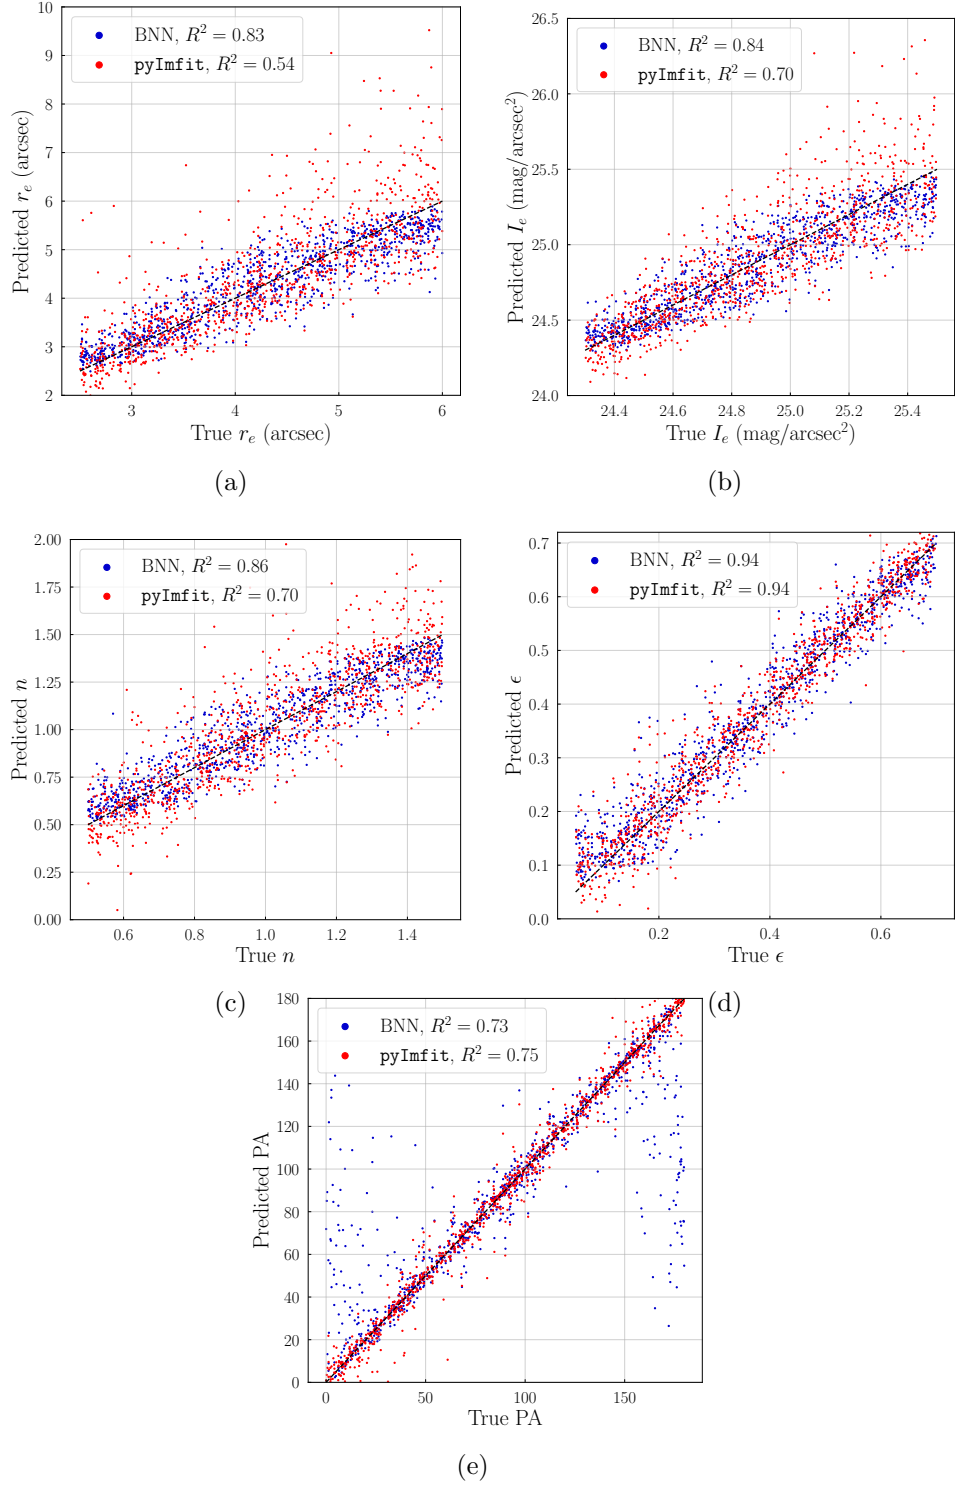 10
9
8
7
6
5
4
3
2
Predicted r_e (arcsec)
BNN, R² = 0.83
pyImfit, R² = 0.54
3 4 5 6
True r_e (arcsec)
(a)
26.5
26.0
25.5
25.0
24.5
24.0
Predicted I_e (mag/arcsec²)
BNN, R² = 0.84
pyImfit, R² = 0.70
24.4 24.6 24.8 25.0 25.2 25.4
True I_e (mag/arcsec²)
(b)
2.00
1.75
1.50
1.25
1.00
0.75
0.50
0.25
0.00
Predicted n
BNN, R² = 0.86
pyImfit, R² = 0.70
0.6 0.8 1.0 1.2 1.4
True n
(c)
0.7
0.6
0.5
0.4
0.3
0.2
0.1
0.0
Predicted ϵ
BNN, R² = 0.94
pyImfit, R² = 0.94
0.2 0.4 0.6
True ϵ
(d)
180
160
140
120
100
80
60
40
20
0
Predicted PA
BNN, R² = 0.73
pyImfit, R² = 0.75
0 50 100 150
True PA
(e)